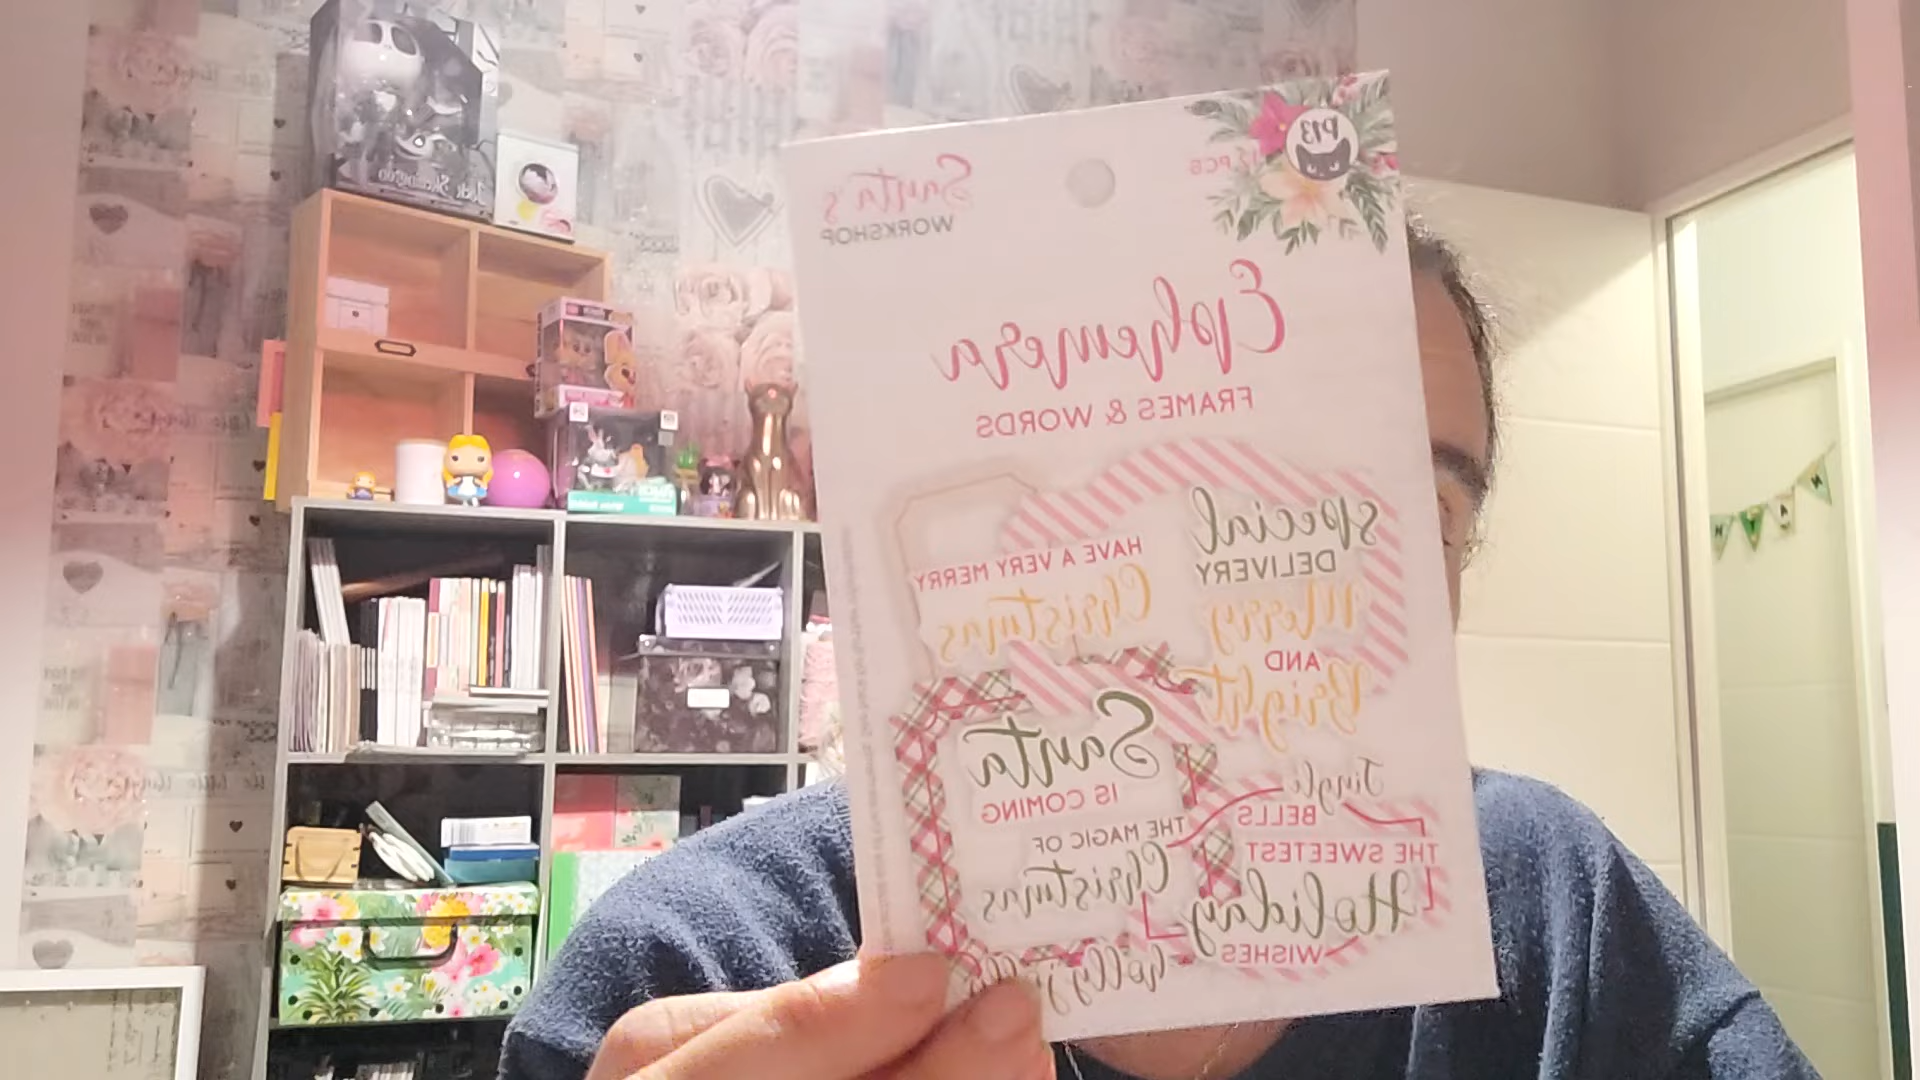 Santa's
WORKSHOP
P13
PCS
Ephemera
FRAMES & WORDS
special
DELIVERY
HAVE A VERY MERRY
Christmas
Merry
AND
Bright
Santa
IS COMING
Jingle
BELLS
THE MAGIC OF
Christmas
THE SWEETEST
Holiday
WISHES
holly